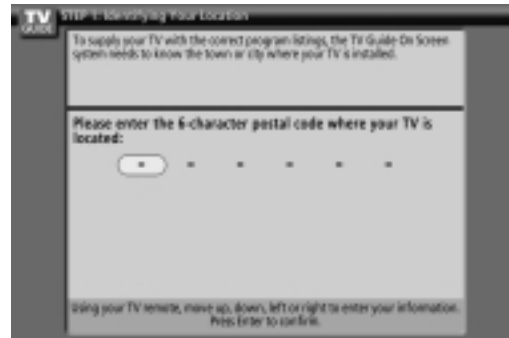 TV
GUIDE
STEP 1: Identifying Your Location
To supply your TV with the correct program listings, the TV Guide On Screen
system needs to know the town or city where your TV is installed.
Please enter the 6-character postal code where your TV is
located:
- - - - - -
Using your TV remote, move up, down, left or right to enter your information.
Press Enter to confirm.